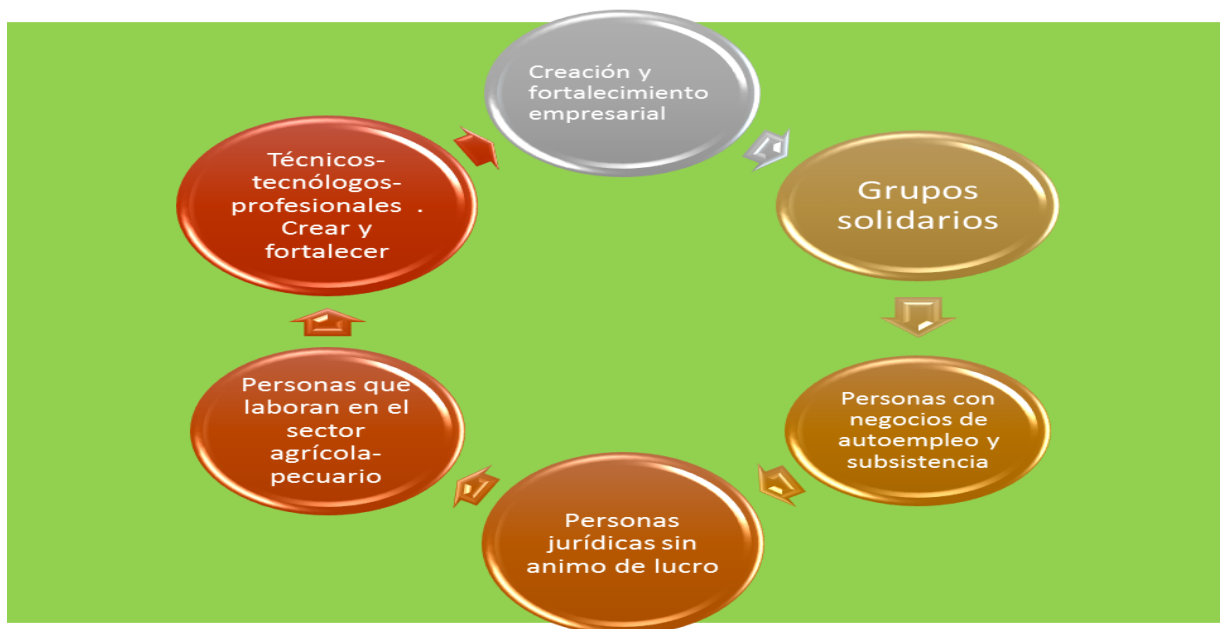 Creación y
fortalecimiento
empresarial
Grupos
solidarios
Personas con
negocios de
autoempleo y
subsistencia
Personas
jurídicas sin
animo de lucro
Personas que
laboran en el
sector
agrícola-
pecuario
Técnicos-
tecnólogos-
profesionales .
Crear y
fortalecer